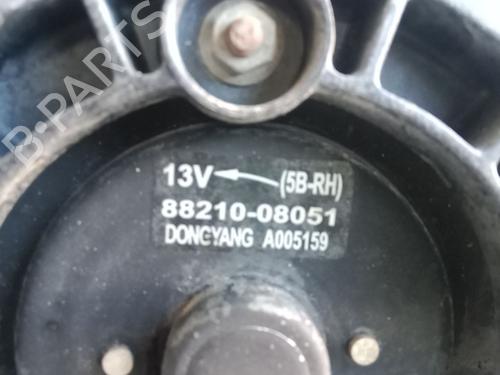 B-PARTS
13V (5B-RH)
88210-08051
DONGYANG A005159